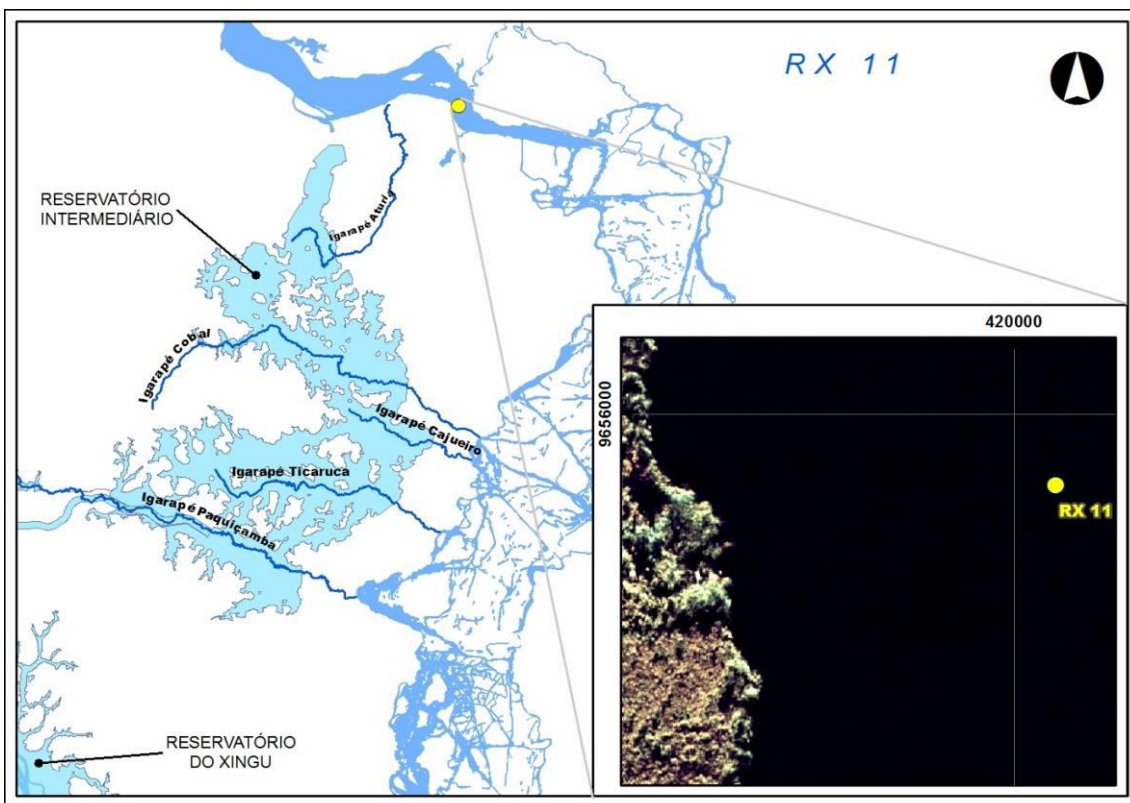 RX 11
RESERVATÓRIO
INTERMEDIÁRIO
Igarapé Aturiá
Igarapé Cobal
Igarapé Cajueiro
Igarapé Ticaruca
Igarapé Paquiçamba
RESERVATÓRIO
DO XINGU
420000
9656000
RX 11